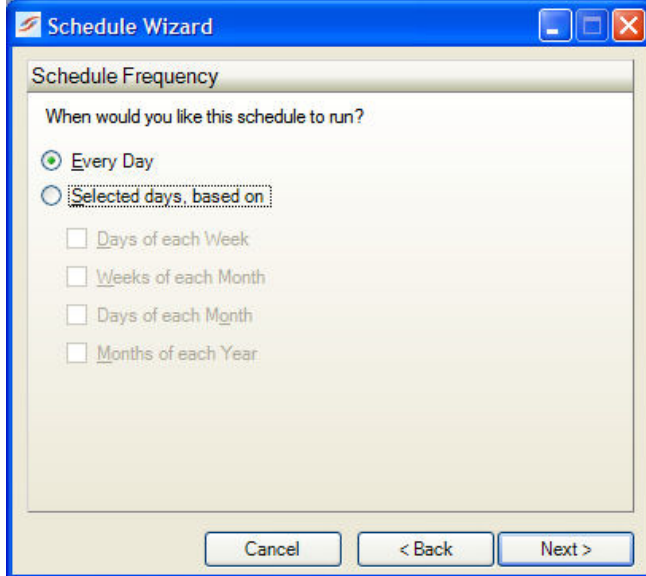 Schedule Wizard
Schedule Frequency
When would you like this schedule to run?
Every Day
Selected days, based on
Days of each Week
Weeks of each Month
Days of each Month
Months of each Year
Cancel
< Back
Next >